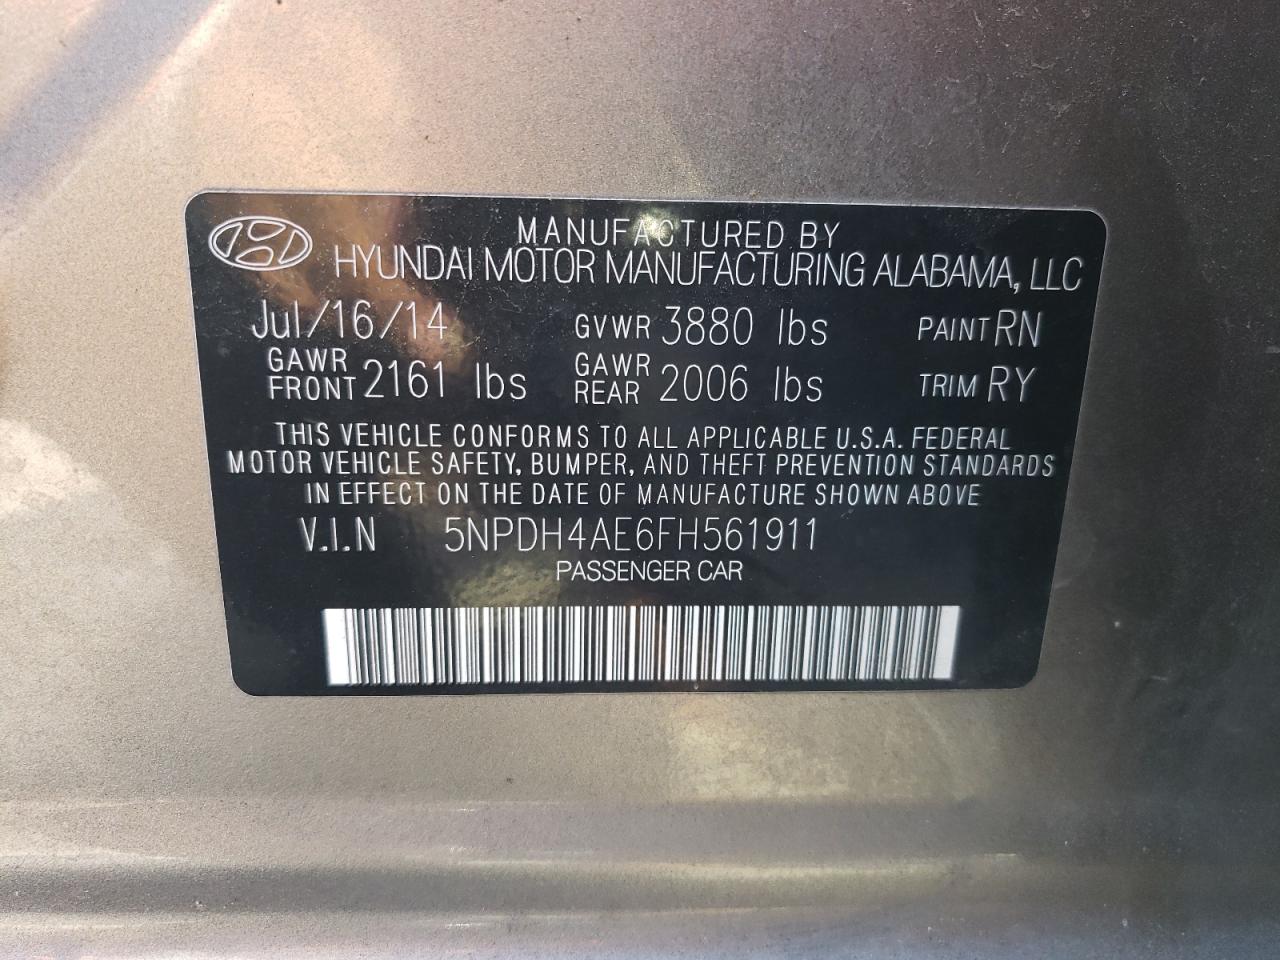 MANUFACTURED BY
HYUNDAI MOTOR MANUFACTURING ALABAMA, LLC
Jul/16/14 GVWR 3880 lbs PAINT RN
GAWR FRONT 2161 lbs GAWR REAR 2006 lbs TRIM RY
THIS VEHICLE CONFORMS TO ALL APPLICABLE U.S.A. FEDERAL
MOTOR VEHICLE SAFETY, BUMPER, AND THEFT PREVENTION STANDARDS
IN EFFECT ON THE DATE OF MANUFACTURE SHOWN ABOVE
V.I.N 5NPDH4AE6FH561911
PASSENGER CAR